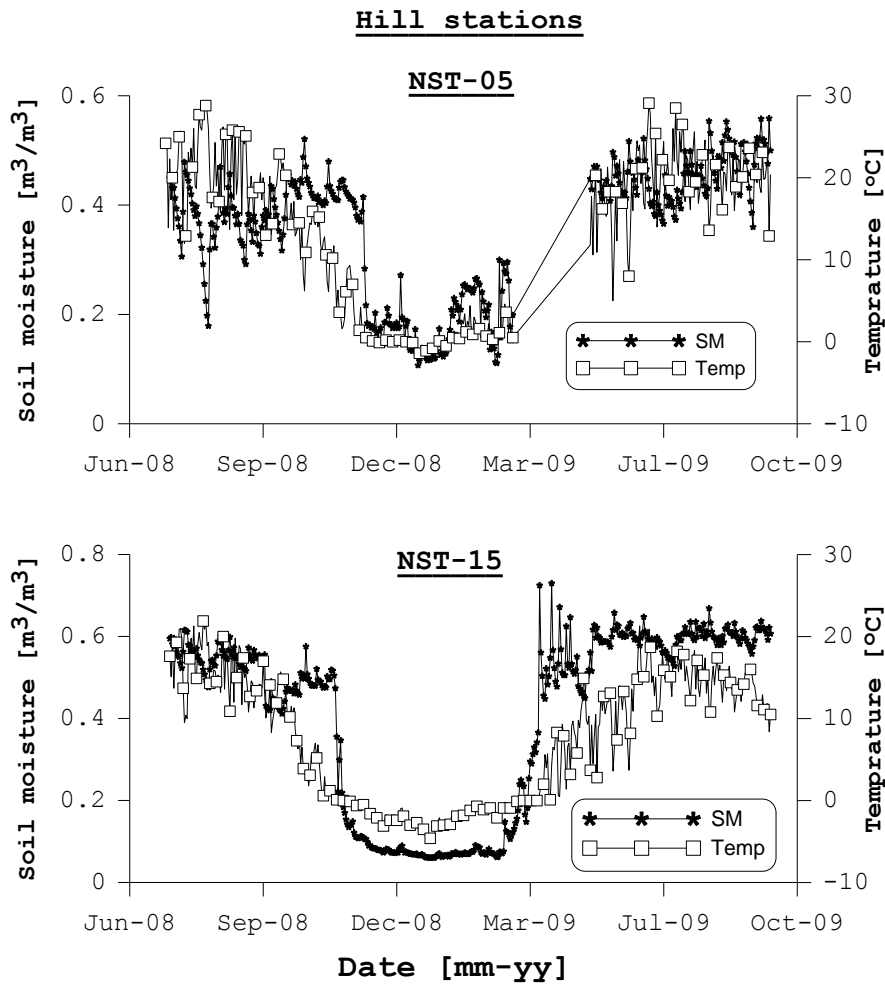 Hill stations
NST-05
Soil moisture [m³/m³]
0.6
0.4
0.2
0
30
20
10
0
-10
Temprature [ºC]
SM
Temp
Jun-08 Sep-08 Dec-08 Mar-09 Jul-09 Oct-09
NST-15
Soil moisture [m³/m³]
0.8
0.6
0.4
0.2
0
30
20
10
0
-10
Temprature [ºC]
SM
Temp
Jun-08 Sep-08 Dec-08 Mar-09 Jul-09 Oct-09
Date [mm-yy]